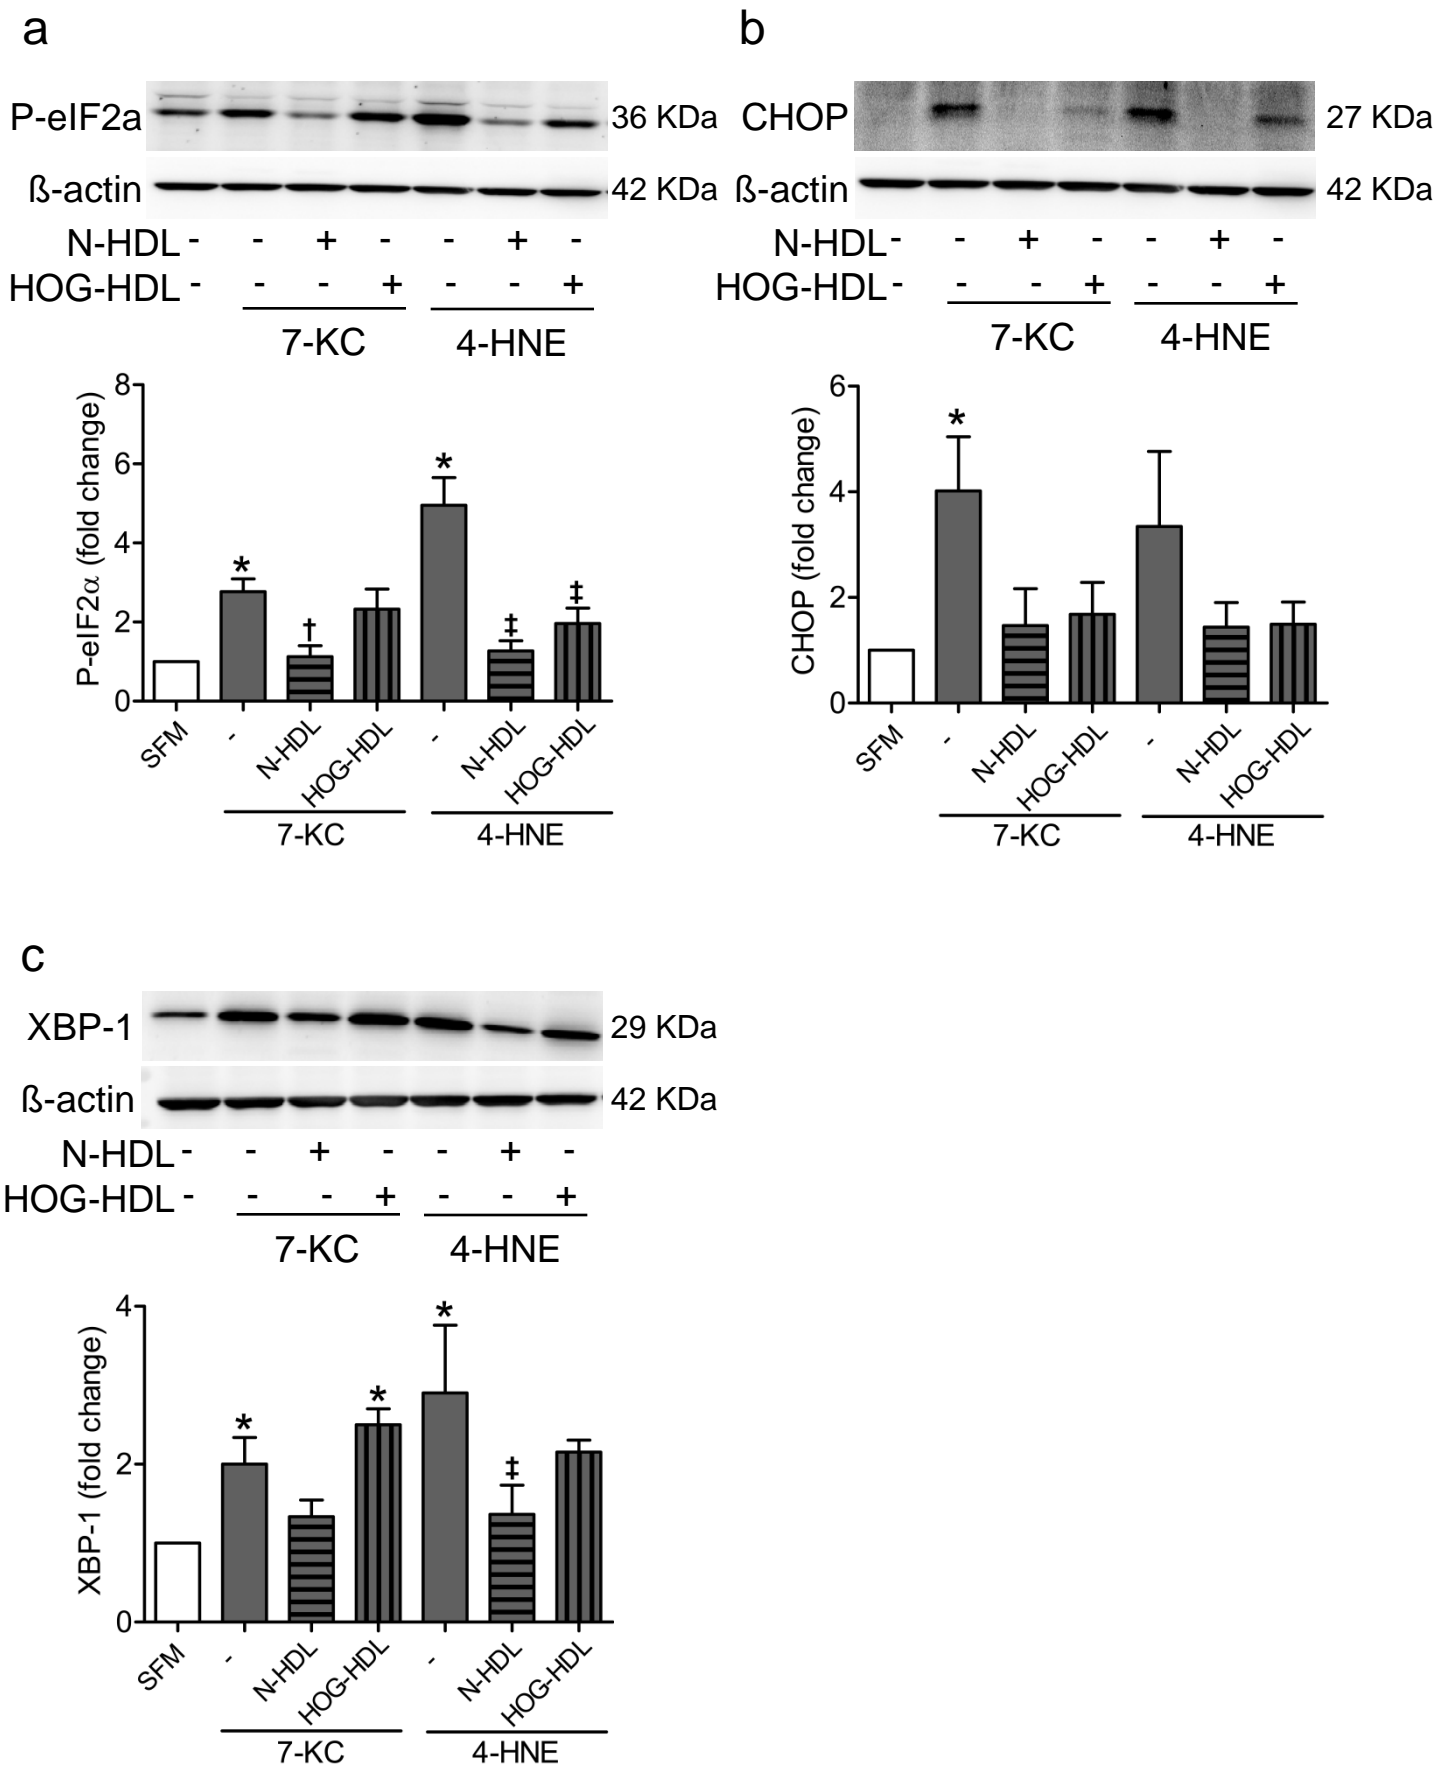 a
P-eIF2a 36 KDa
ß-actin 42 KDa
N-HDL - - + - - + -
HOG-HDL - - - + - - +
7-KC 4-HNE
P-eIF2α (fold change)
8
6
4
2
0
* † * ‡ ‡
SFM - N-HDL HOG-HDL - N-HDL HOG-HDL
7-KC 4-HNE
b
CHOP 27 KDa
ß-actin 42 KDa
N-HDL - - + - - + -
HOG-HDL - - - + - - +
7-KC 4-HNE
CHOP (fold change)
6
4
2
0
*
SFM - N-HDL HOG-HDL - N-HDL HOG-HDL
7-KC 4-HNE
c
XBP-1 29 KDa
ß-actin 42 KDa
N-HDL - - + - - + -
HOG-HDL - - - + - - +
7-KC 4-HNE
XBP-1 (fold change)
4
2
0
* * * ‡
SFM - N-HDL HOG-HDL - N-HDL HOG-HDL
7-KC 4-HNE